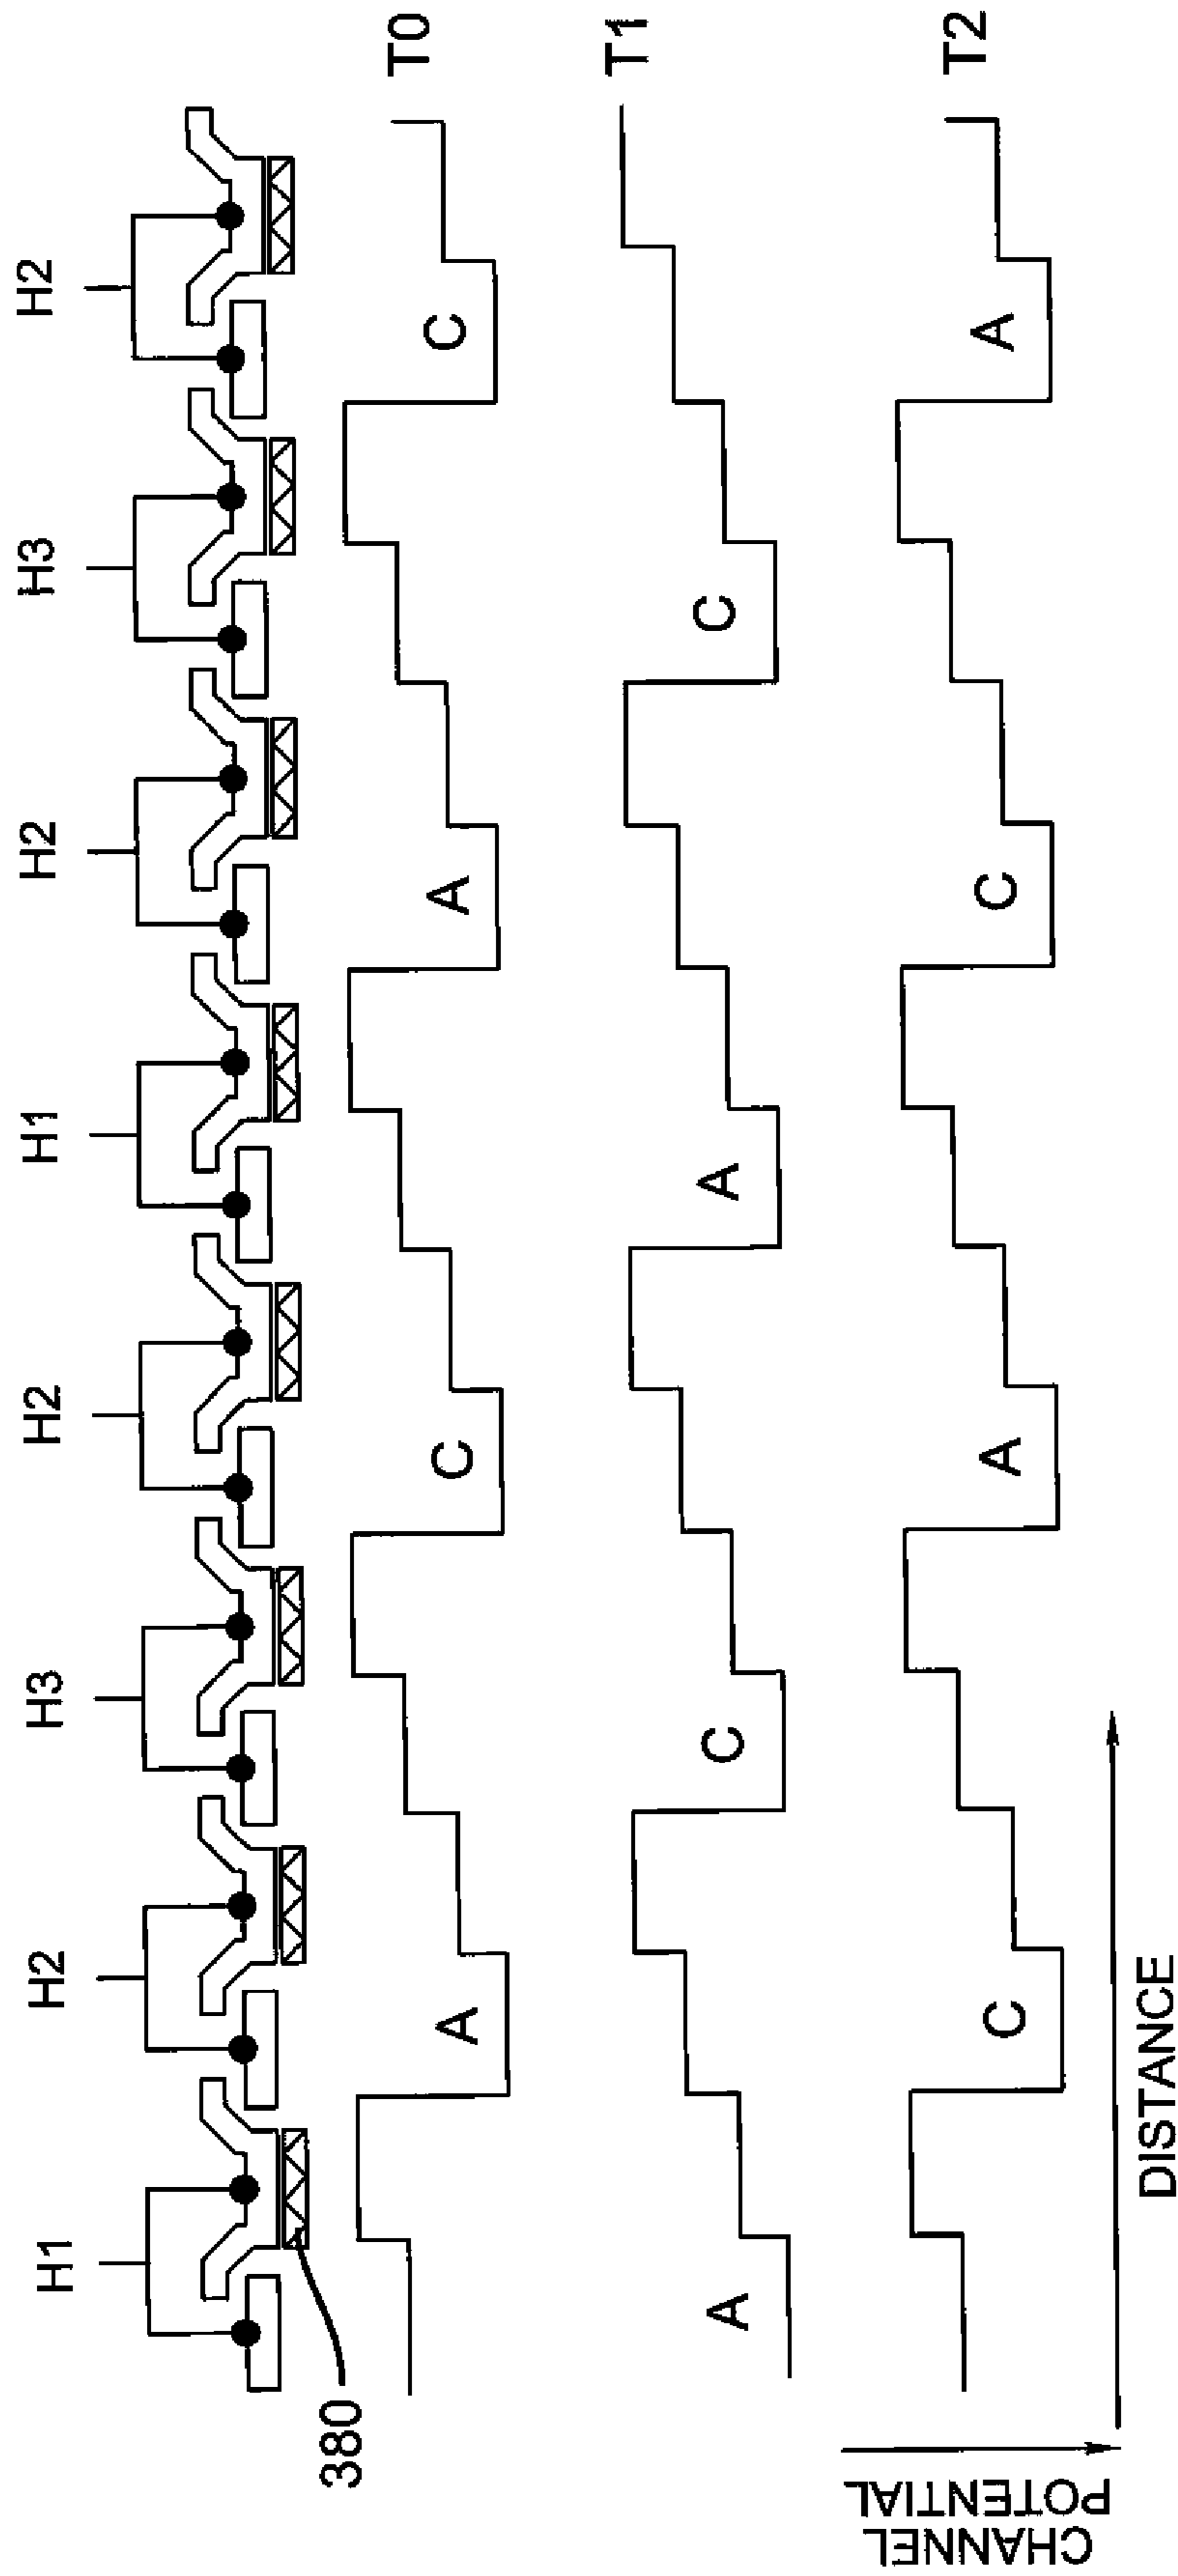 H1 H2 H3 H2 H1 H2 H3 H2
380
A C A C T0
A C A C T1
C A C A T2
CHANNEL
POTENTIAL
DISTANCE